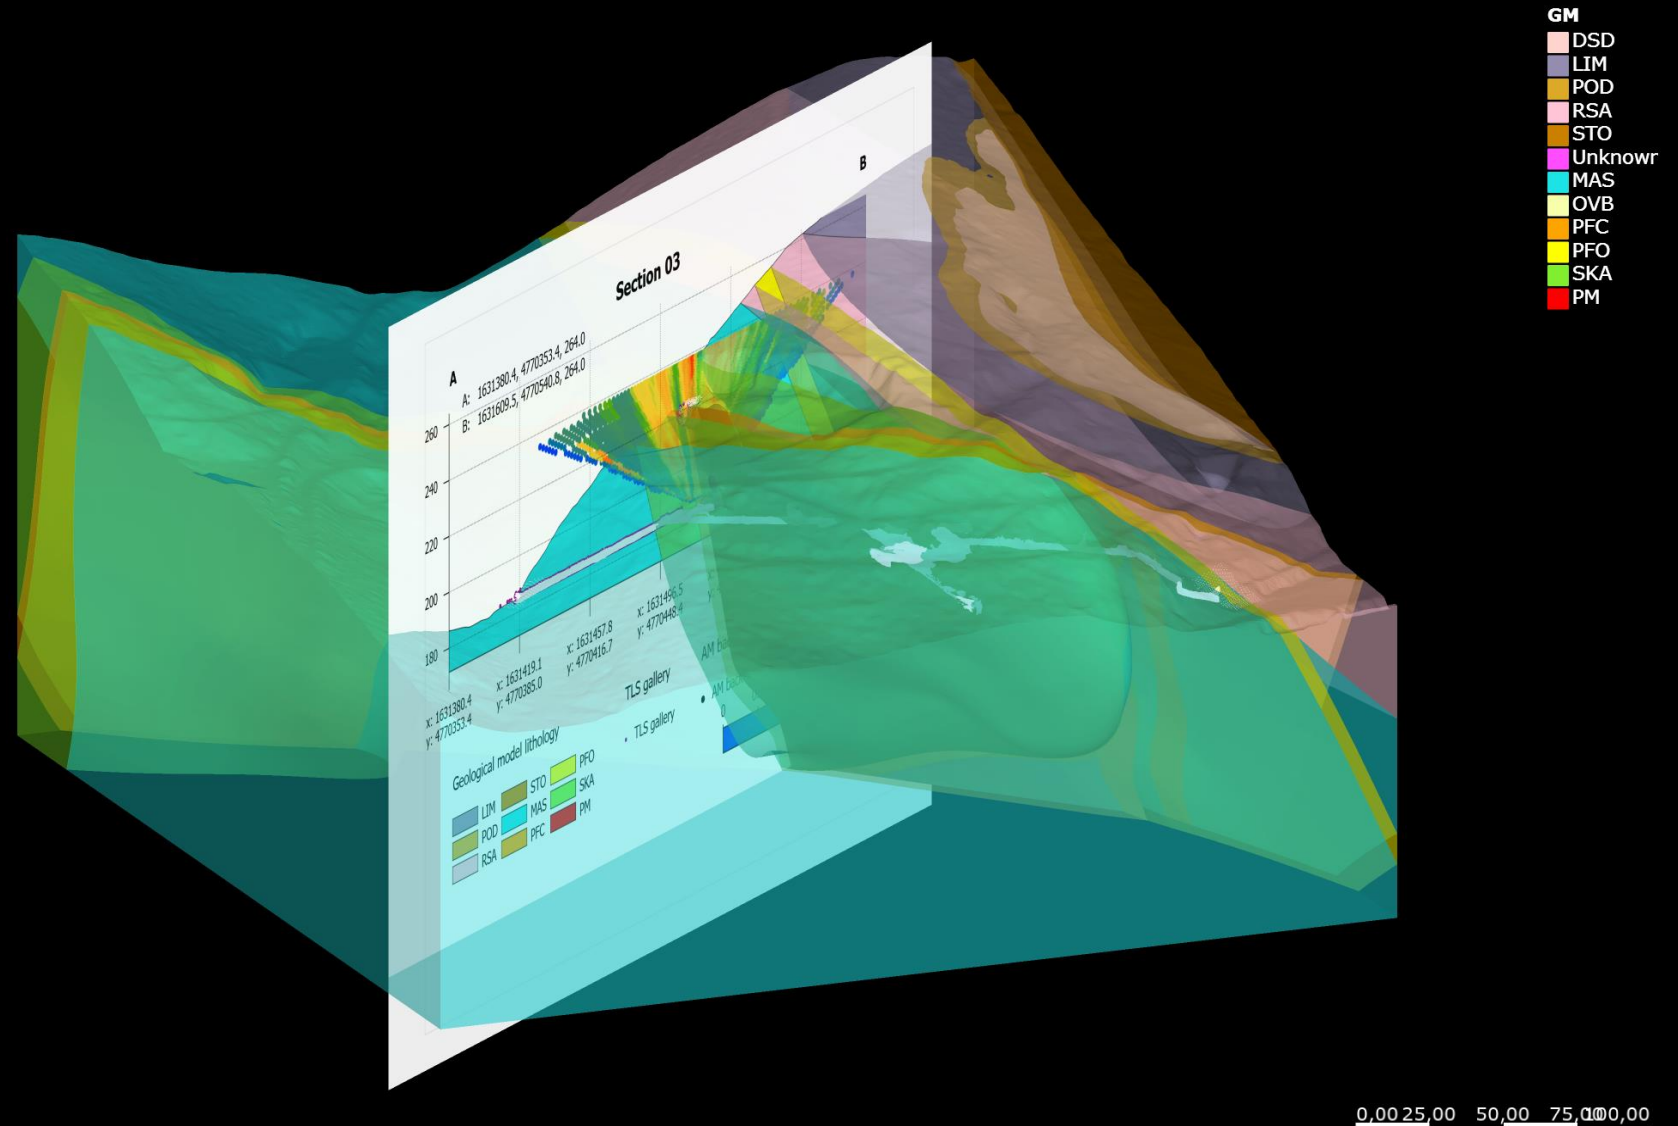 GM
DSD
LIM
POD
RSA
STO
Unknowr
MAS
OVB
PFC
PFO
SKA
PM
B
Section 03
A
A: 1631380.4, 4770353.4, 264.0
B: 1631609.5, 4770540.8, 264.0
260
240
220
200
180
x: 1631380.4
y: 4770353.4
x: 1631419.1
y: 4770385.0
x: 1631457.8
y: 4770416.7
x: 1631496.5
y: 4770448.4
Geological model lithology
LIM
POD
RSA
STO
MAS
PFC
PFO
SKA
PM
TLS gallery
TLS gallery
AM
AM
0
0,00 25,00 50,00 75,00 100,00